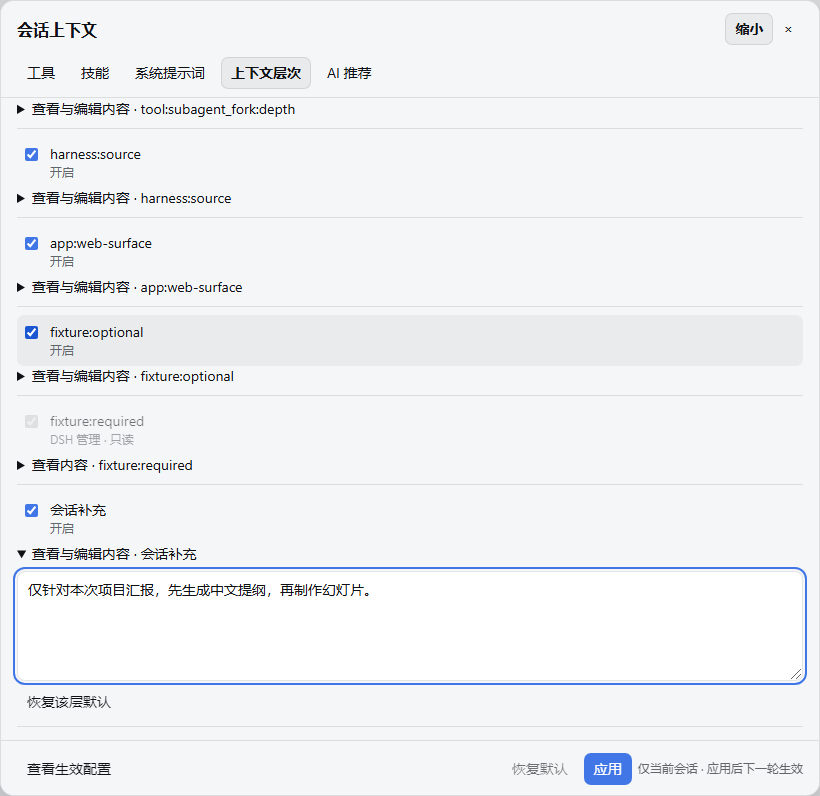 会话上下文
缩小 ×
工具 技能 系统提示词 上下文层次 AI 推荐
▶ 查看与编辑内容 · tool:subagent_fork:depth
harness:source
开启
▶ 查看与编辑内容 · harness:source
app:web-surface
开启
▶ 查看与编辑内容 · app:web-surface
fixture:optional
开启
▶ 查看与编辑内容 · fixture:optional
fixture:required
DSH 管理 · 只读
▶ 查看内容 · fixture:required
会话补充
开启
▼ 查看与编辑内容 · 会话补充
仅针对本次项目汇报，先生成中文提纲，再制作幻灯片。
恢复该层默认
查看生效配置 恢复默认 应用 仅当前会话 · 应用后下一轮生效